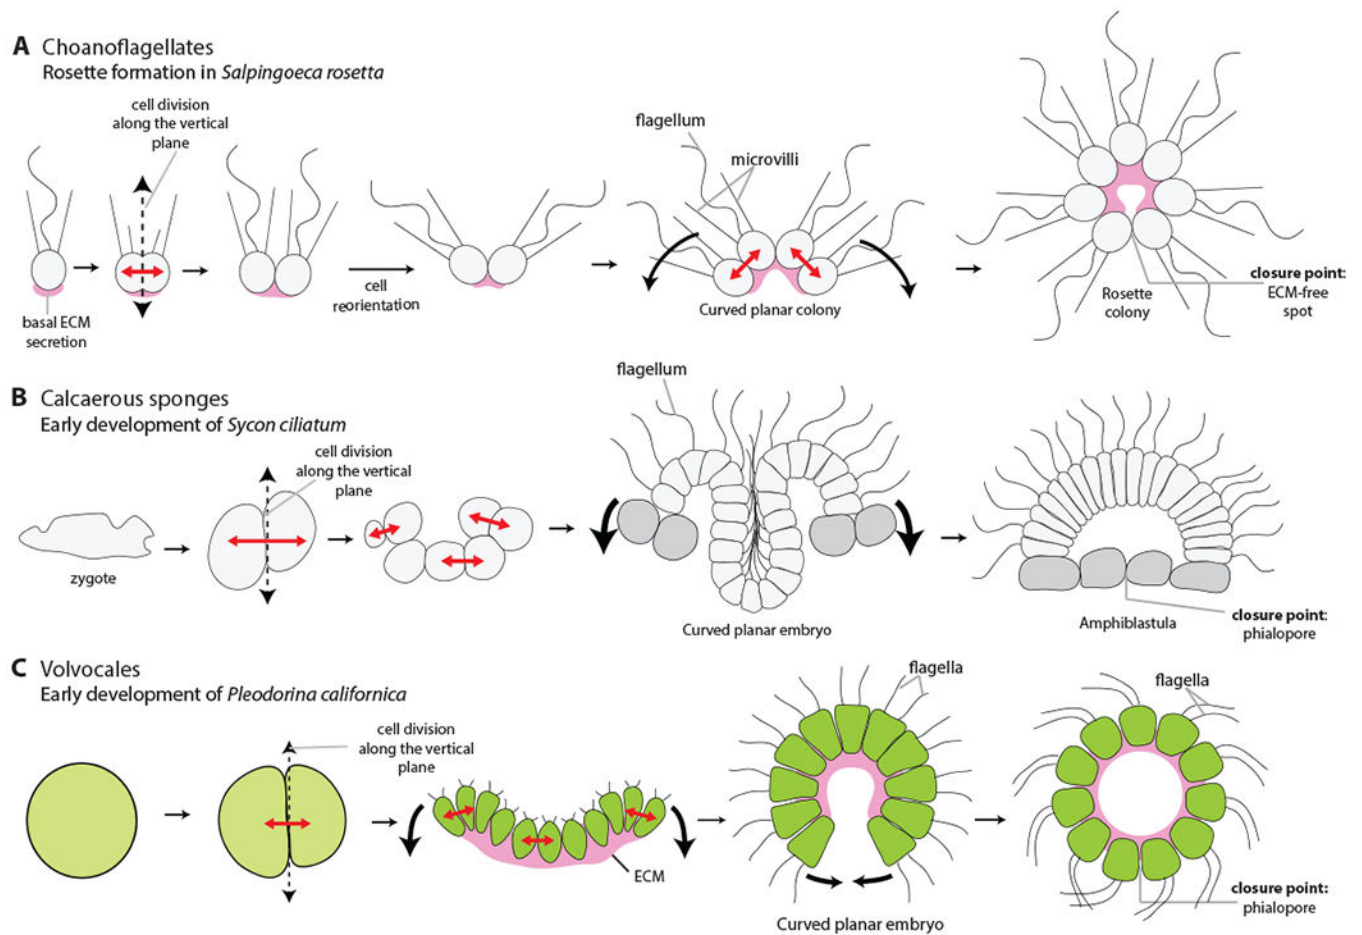 A Choanoflagellates
Rosette formation in Salpingoeca rosetta
cell division
along the vertical
plane
basal ECM
secretion
cell
reorientation
flagellum
microvilli
Curved planar colony
Rosette
colony
closure point:
ECM-free
spot
B Calcaerous sponges
Early development of Sycon ciliatum
cell division
along the vertical
plane
zygote
flagellum
Curved planar embryo
Amphiblastula
closure point:
phialopore
C Volvocales
Early development of Pleodorina californica
cell division
along the vertical
plane
ECM
flagella
Curved planar embryo
flagella
closure point:
phialopore